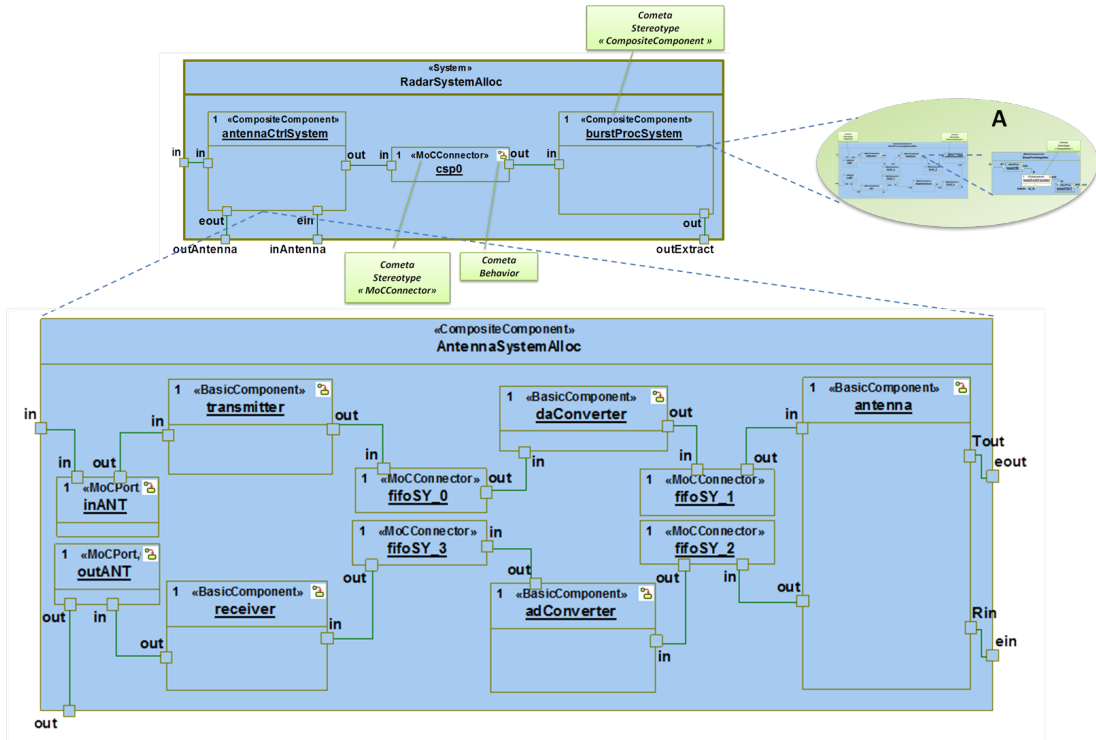 Cometa
Stereotype
« CompositeComponent »
«System»
RadarSystemAlloc
1 «CompositeComponent»
antennaCtrlSystem
1 «CompositeComponent»
burstProcSystem
A
in
in
out
in
1 «MoCConnector»
csp0
out
in
eout
ein
out
outAntenna
inAntenna
outExtract
Cometa
Stereotype
« MoCConnector»
Cometa
Behavior
«CompositeComponent»
AntennaSystemAlloc
1 «BasicComponent»
transmitter
1 «BasicComponent»
daConverter
1 «BasicComponent»
antenna
in
in
out
out
in
Tout
eout
in
out
in
out
in
in
out
1 «MoCPort
inANT
1 «MoCConnector»
fifoSY_0
1 «MoCConnector»
fifoSY_1
1 «MoCConnector»
fifoSY_3
in
1 «MoCConnector»
fifoSY_2
1 «MoCPort,
outANT
out
out
out
in
out
1 «BasicComponent»
receiver
1 «BasicComponent»
adConverter
out
in
Rin
ein
out
in
in
out